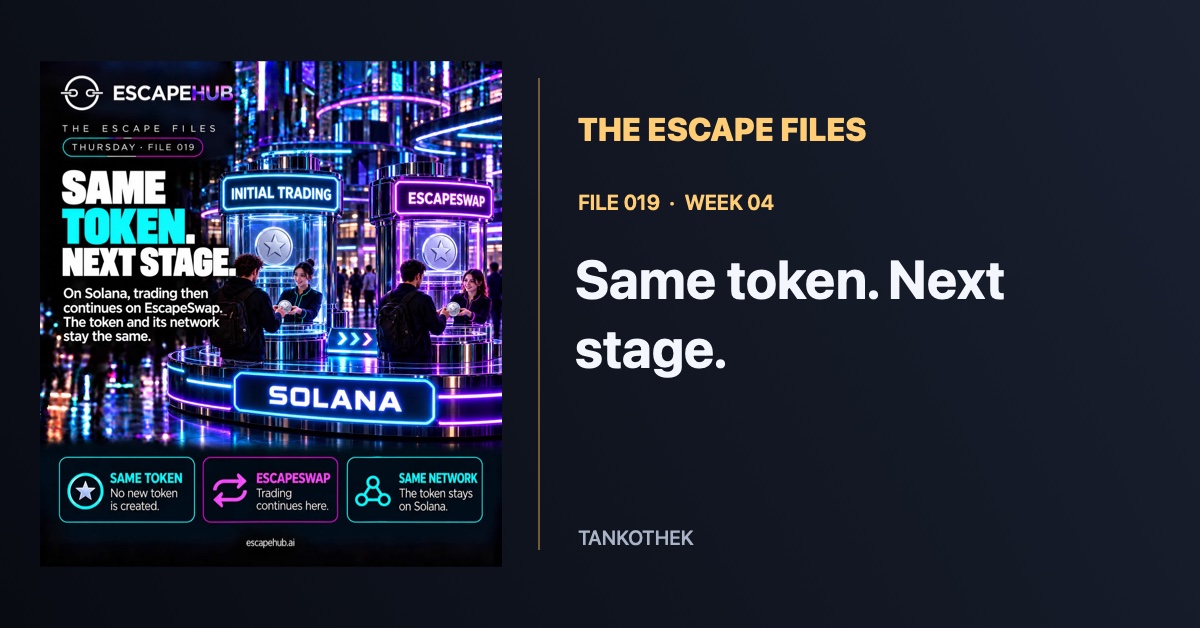 ESCAPEHUB
THE ESCAPE FILES
THURSDAY · FILE 019
SAME
TOKEN.
NEXT STAGE.
On Solana, trading then
continues on EscapeSwap.
The token and its network
stay the same.
INITIAL TRADING
ESCAPESWAP
SOLANA
SAME TOKEN
No new token
is created.
ESCAPESWAP
Trading
continues here.
SAME NETWORK
The token stays
on Solana.
escapehub.ai
THE ESCAPE FILES
FILE 019 · WEEK 04
Same token. Next
stage.
TANKOTHEK